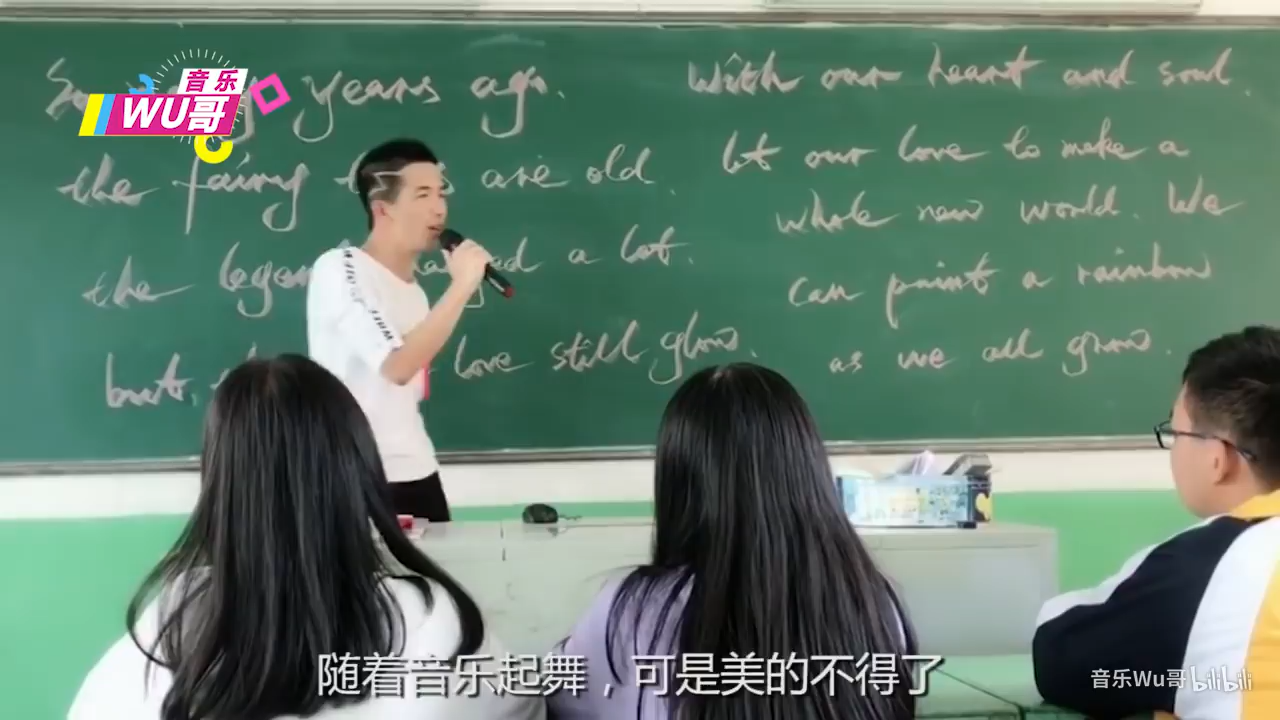 音乐
WU哥
years ago.
the fairy are old.
the legen a lot.
but, love still glow.
With our heart and soul.
let our love to make a
whole new world. We
can paint a rainbow
as we all grow.
随着音乐起舞，可是美的不得了
音乐Wu哥 bilibili